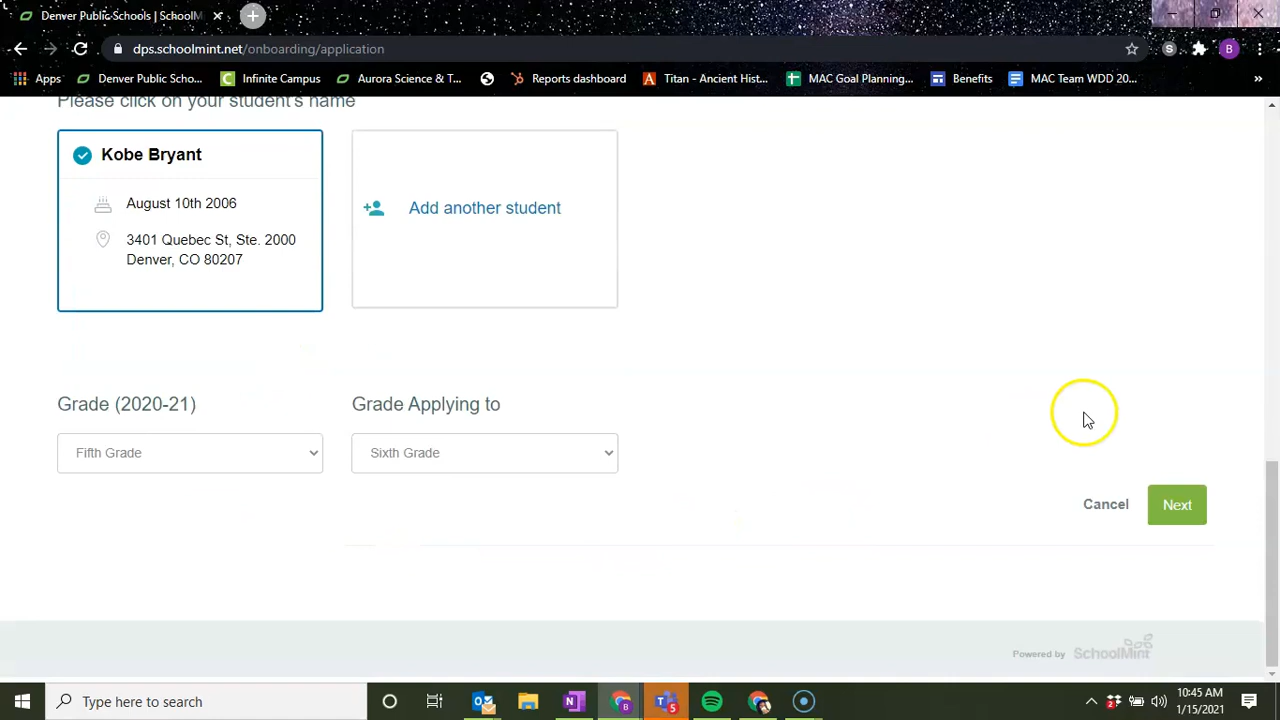 Denver Public Schools | SchoolM
dps.schoolmint.net/onboarding/application
S
B
Apps
Denver Public Scho...
Infinite Campus
Aurora Science & T...
Reports dashboard
Titan - Ancient Hist...
MAC Goal Planning,...
Benefits
MAC Team WDD 20...
»
Please click on your student's name
Kobe Bryant
August 10th 2006
3401 Quebec St, Ste. 2000
Denver, CO 80207
Add another student
Grade (2020-21)
Grade Applying to
Fifth Grade
Sixth Grade
Cancel
Next
Powered by SchoolMint
Type here to search
10:45 AM
1/15/2021